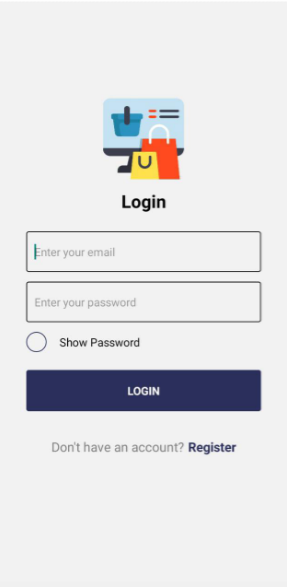 Login
Enter your email
Enter your password
Show Password
LOGIN
Don't have an account? Register